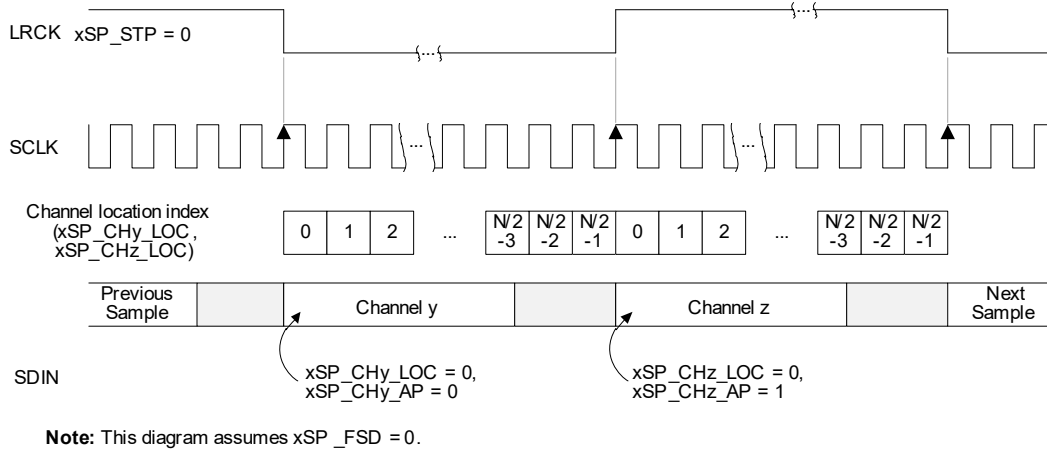 LRCK xSP_STP = 0
...
...
SCLK
...
...
Channel location index
(xSP_CHy_LOC,
xSP_CHz_LOC)
0 1 2 ... N/2-3 N/2-2 N/2-1 0 1 2 ... N/2-3 N/2-2 N/2-1
Previous
Sample
Channel y
Channel z
Next
Sample
SDIN
xSP_CHy_LOC = 0,
xSP_CHy_AP = 0
xSP_CHz_LOC = 0,
xSP_CHz_AP = 1
Note: This diagram assumes xSP_FSD = 0.